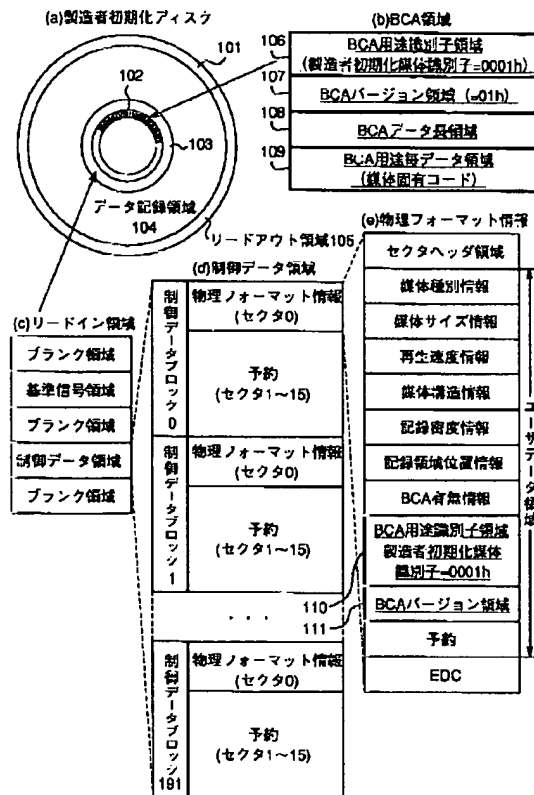 (a)製造者初期化ディスク
101
102
103
データ記録領域
104
リードアウト領域105
(b)BCA領域
106
BCA用途識別子領域
(製造者初期化媒体識別子=0001h)
107
BCAバージョン領域 (=01h)
108
BCAデータ長領域
109
BCA用途毎データ領域
(媒体固有コード)
(c)リードイン領域
ブランク領域
基準信号領域
ブランク領域
制御データ領域
ブランク領域
(d)制御データ領域
制御データブロック0
物理フォーマット情報
(セクタ0)
予約
(セクタ1～15)
制御データブロック1
物理フォーマット情報
(セクタ0)
予約
(セクタ1～15)
・・・
制御データブロック191
物理フォーマット情報
(セクタ0)
予約
(セクタ1～15)
(e)物理フォーマット情報
セクタヘッダ領域
媒体種別情報
媒体サイズ情報
再生速度情報
媒体構造情報
記録密度情報
記録領域位置情報
BCA有無情報
110
BCA用途識別子領域
製造者初期化媒体
識別子=0001h
111
BCAバージョン領域
予約
EDC
ユーザデータ領域